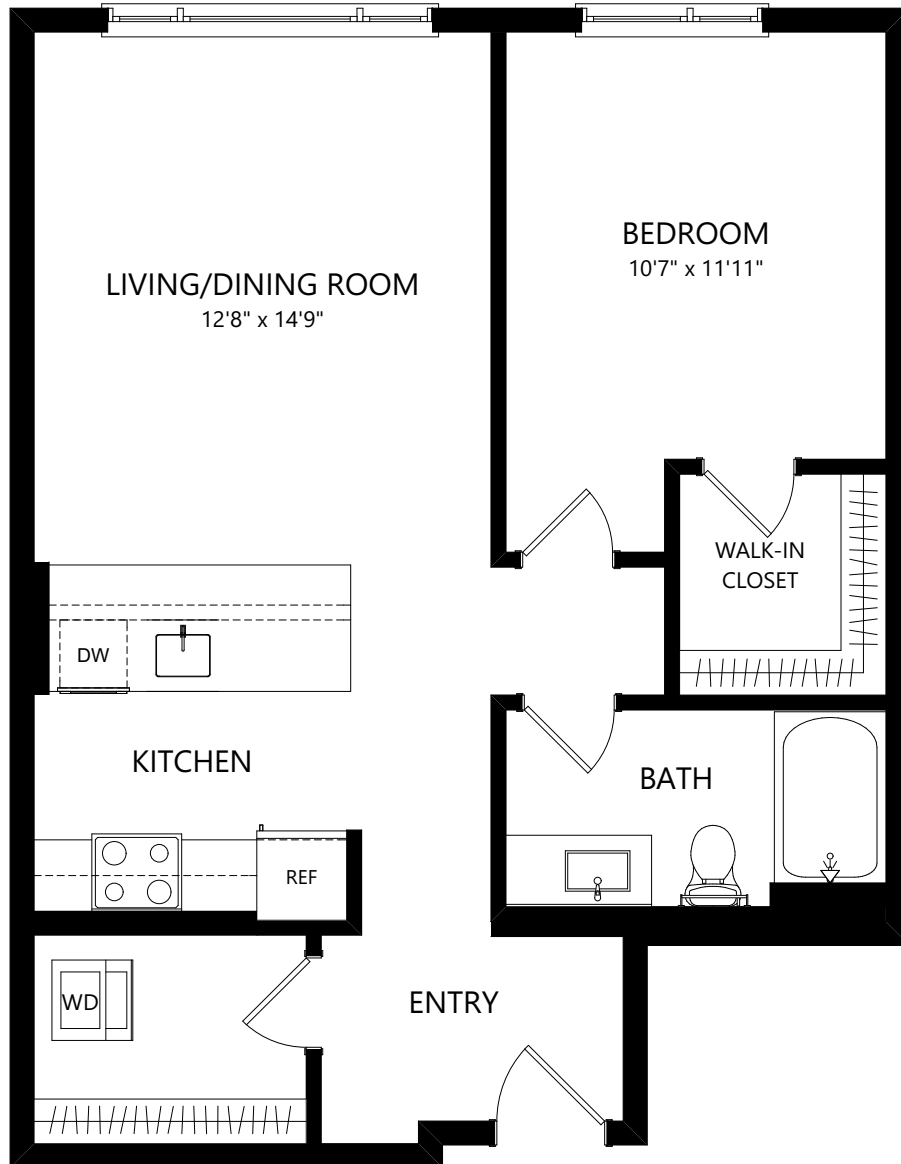 BEDROOM
10'7" x 11'11"
LIVING/DINING ROOM
12'8" x 14'9"
WALK-IN
CLOSET
DW
KITCHEN
BATH
REF
WD
ENTRY